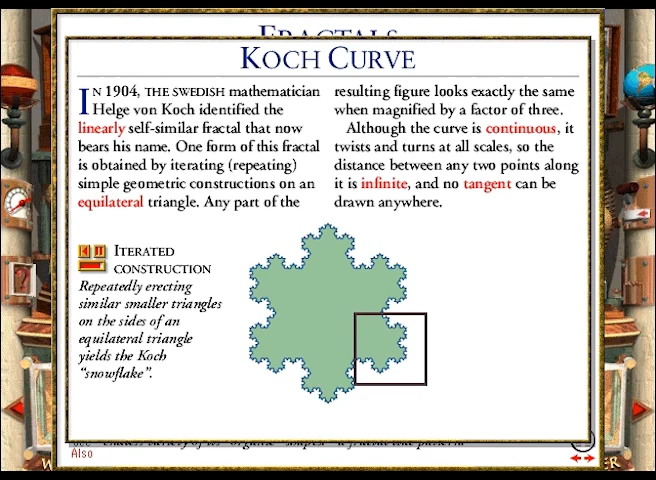 FRACTALS
KOCH CURVE
IN 1904, THE SWEDISH mathematician
Helge von Koch identified the
linearly self-similar fractal that now
bears his name. One form of this fractal
is obtained by iterating (repeating)
simple geometric constructions on an
equilateral triangle. Any part of the
resulting figure looks exactly the same
when magnified by a factor of three.
Although the curve is continuous, it
twists and turns at all scales, so the
distance between any two points along
it is infinite, and no tangent can be
drawn anywhere.
ITERATED
CONSTRUCTION
Repeatedly erecting
similar smaller triangles
on the sides of an
equilateral triangle
yields the Koch
“snowflake”.
Also